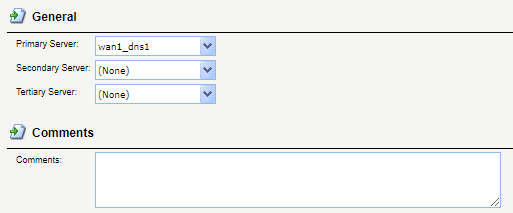 General
Primary Server: wan1_dns1
Secondary Server: (None)
Tertiary Server: (None)
Comments
Comments: